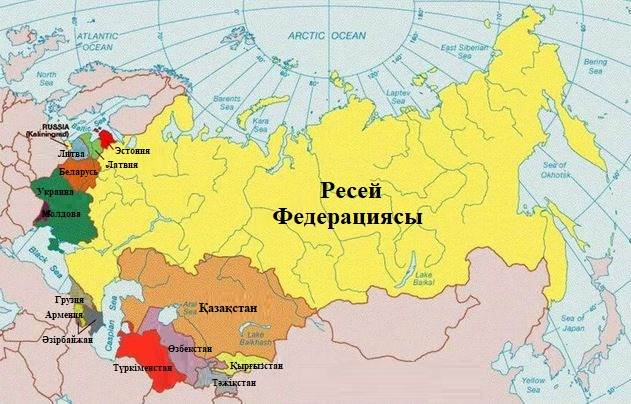 ATLANTIC
OCEAN
ARCTIC OCEAN
East Siberian
Sea
Bering
Sea
North
Sea
Barents
Sea
Kara
Sea
Laptev
Sea
RUSSIA
(Kaliningrad)
Baltic Sea
Эстония
Литва
Латвия
Беларусь
Украина
Молдова
Ресей
Федерациясы
Sea of
Okhotsk
Black Sea
Lake
Baikal
Грузия
Армения
Әзірбайжан
Caspian Sea
Aral
Sea
Қазақстан
Lake
Balkhash
Өзбекстан
Түркіменстан
Қырғызстан
Тәжікстан
Sea of
Japan
Yellow
Sea